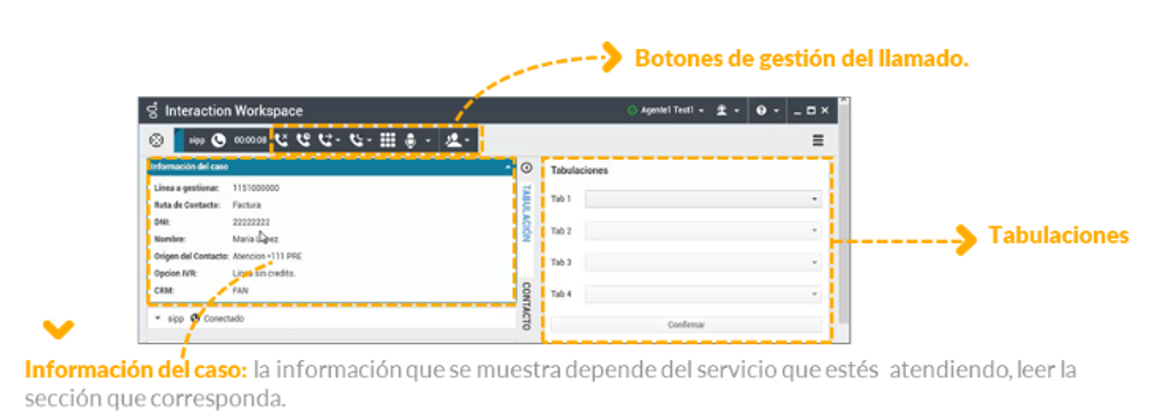 Botones de gestión del llamado.
Interaction Workspace
Agente1 Test1
sipp 00:00:08
Información del caso
Tabulaciones
Línea a gestionar: 1151000000
Tab 1
Ruta de Contacto: Factura
DNI: 22222222
Tab 2
Tabulaciones
Nombre: Maria
Origen del Contacto: Atencion *111 PRE
Tab 3
Opcion IVR: Linea sin credito.
CRM: FAN
Tab 4
TABULACIÓN
CONTACTO
sipp Conectado
Confirmar
Información del caso: la información que se muestra depende del servicio que estés atendiendo, leer la
sección que corresponda.